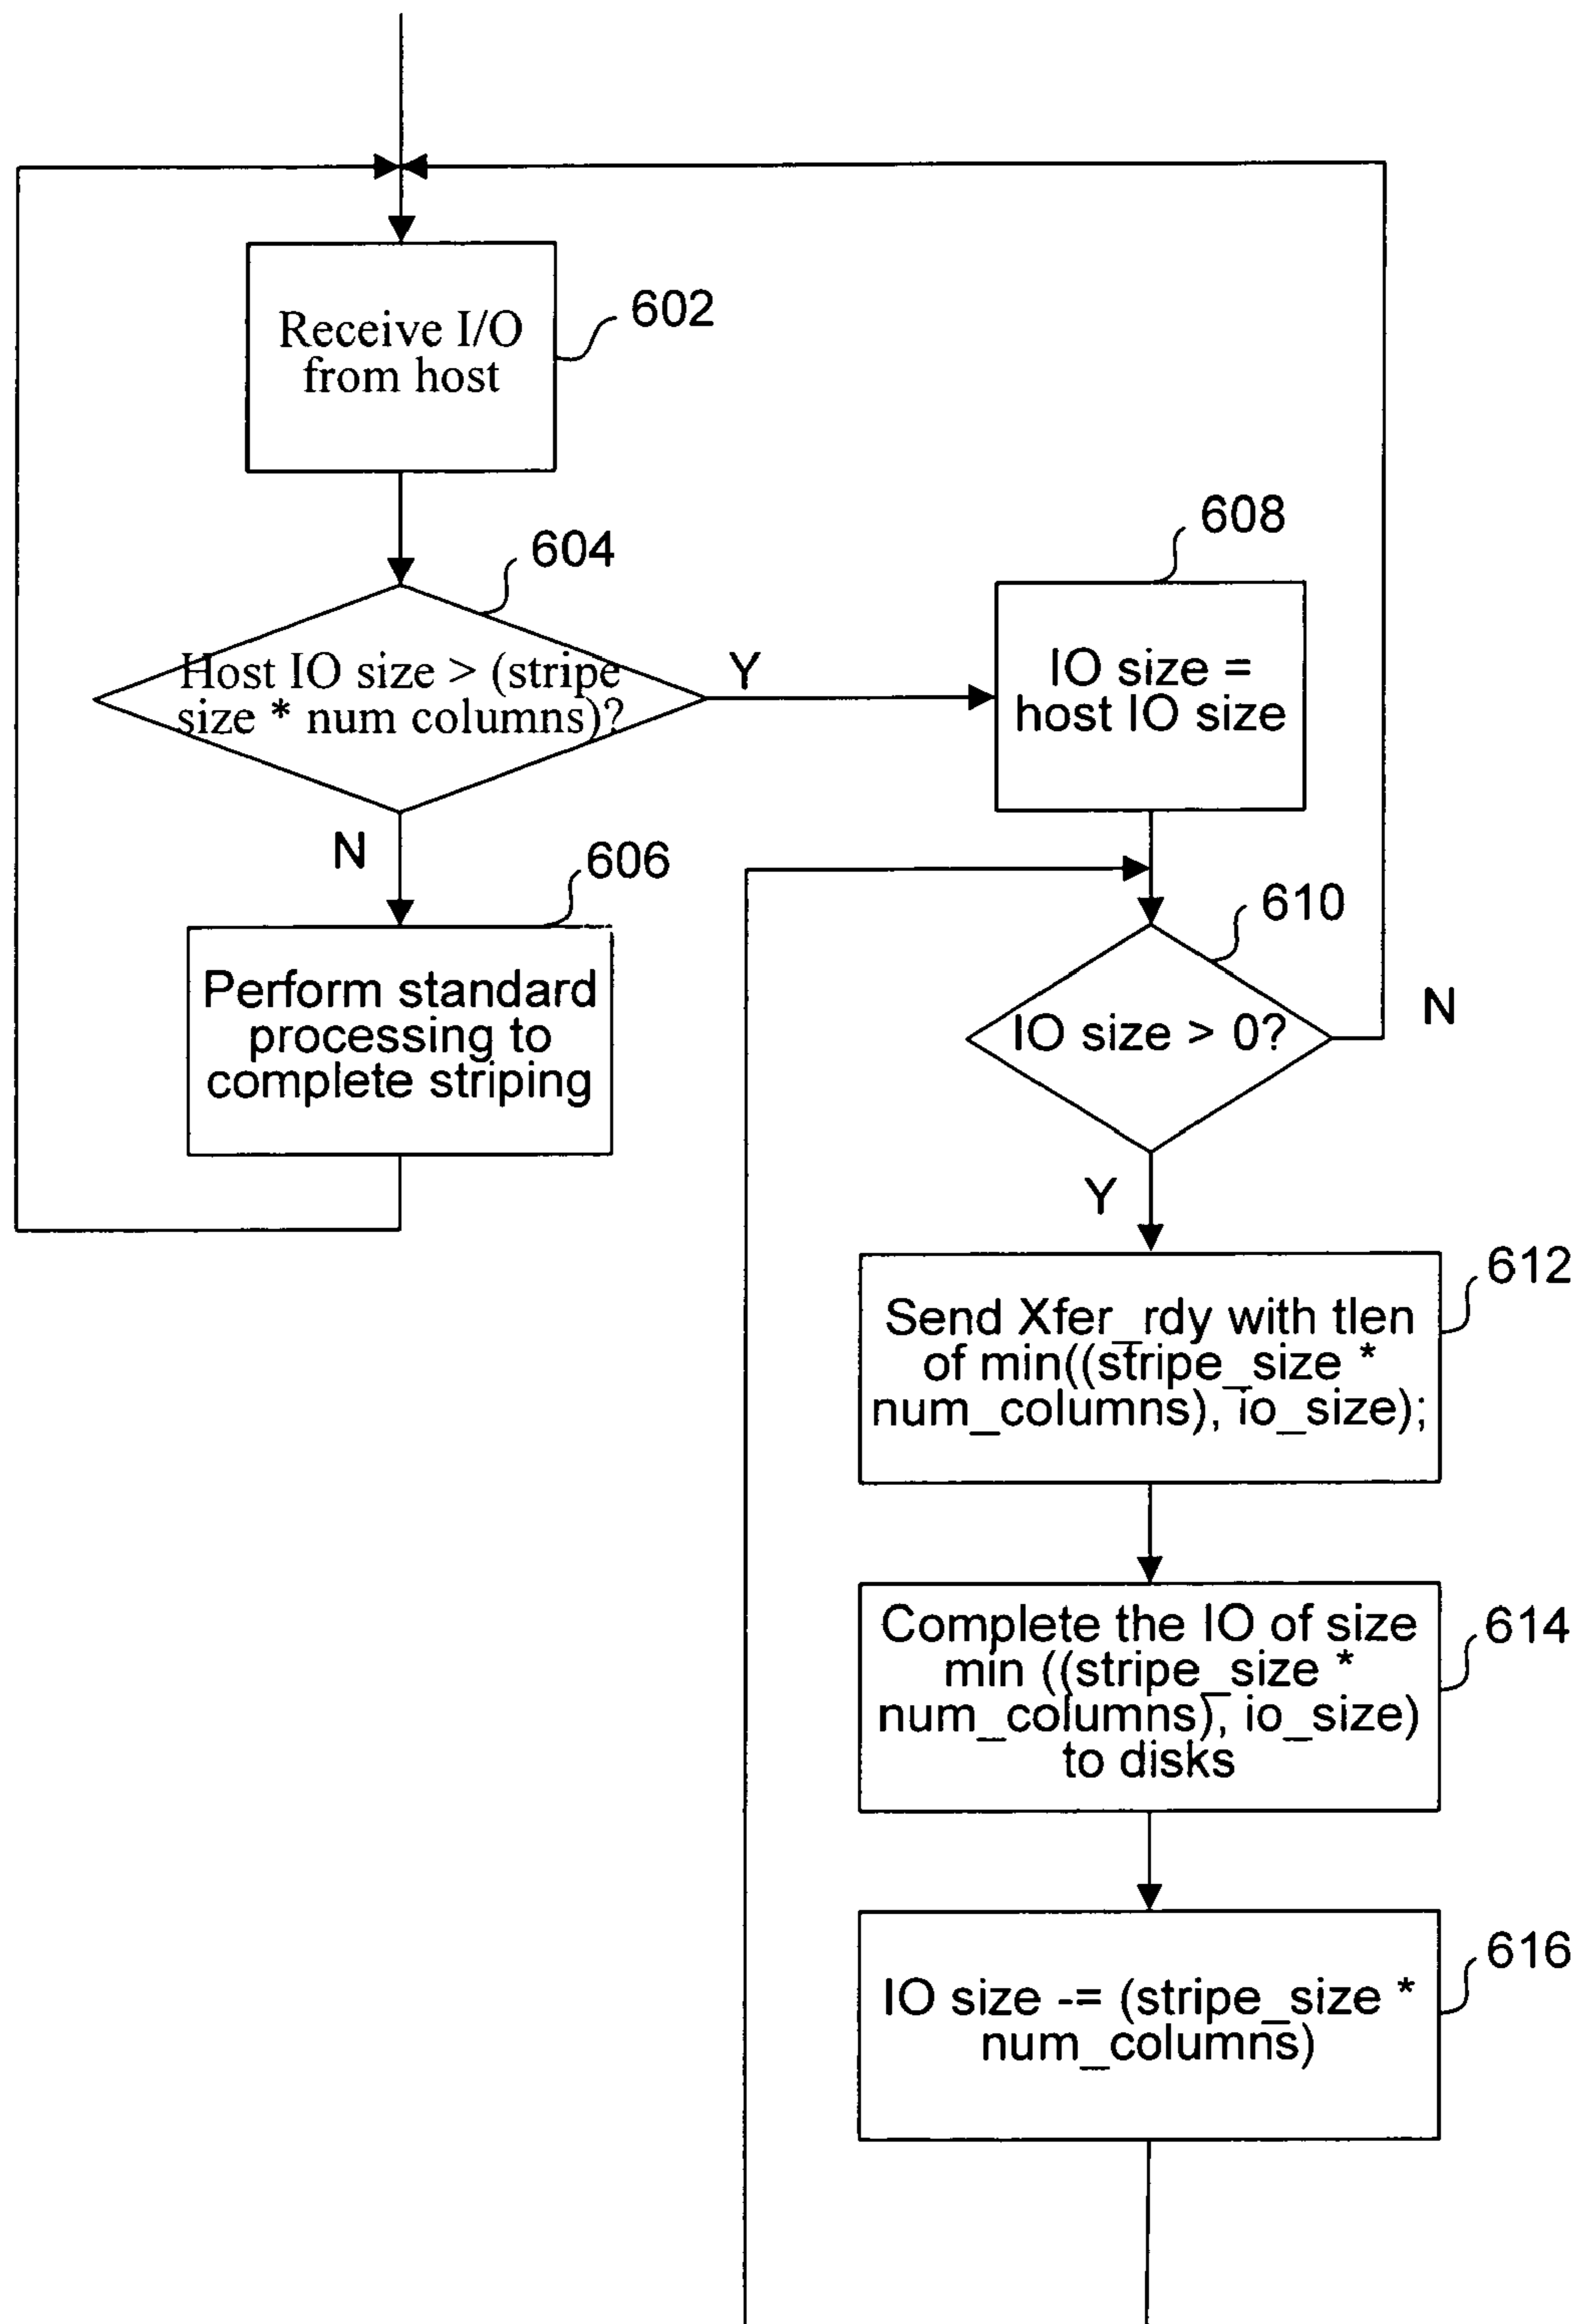 Receive I/O
from host
602
604
Host IO size > (stripe
size * num columns)?
Y
N
606
Perform standard
processing to
complete striping
608
IO size =
host IO size
610
IO size > 0?
N
Y
612
Send Xfer_rdy with tlen
of min((stripe_size *
num_columns), io_size);
614
Complete the IO of size
min ((stripe_size *
num_columns), io_size)
to disks
616
IO size -= (stripe_size *
num_columns)